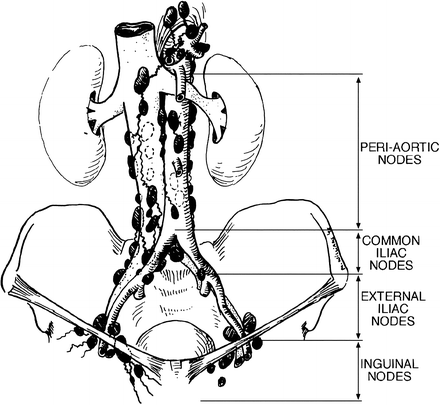 PERI-AORTIC
NODES
COMMON
ILIAC
NODES
EXTERNAL
ILIAC
NODES
INGUINAL
NODES